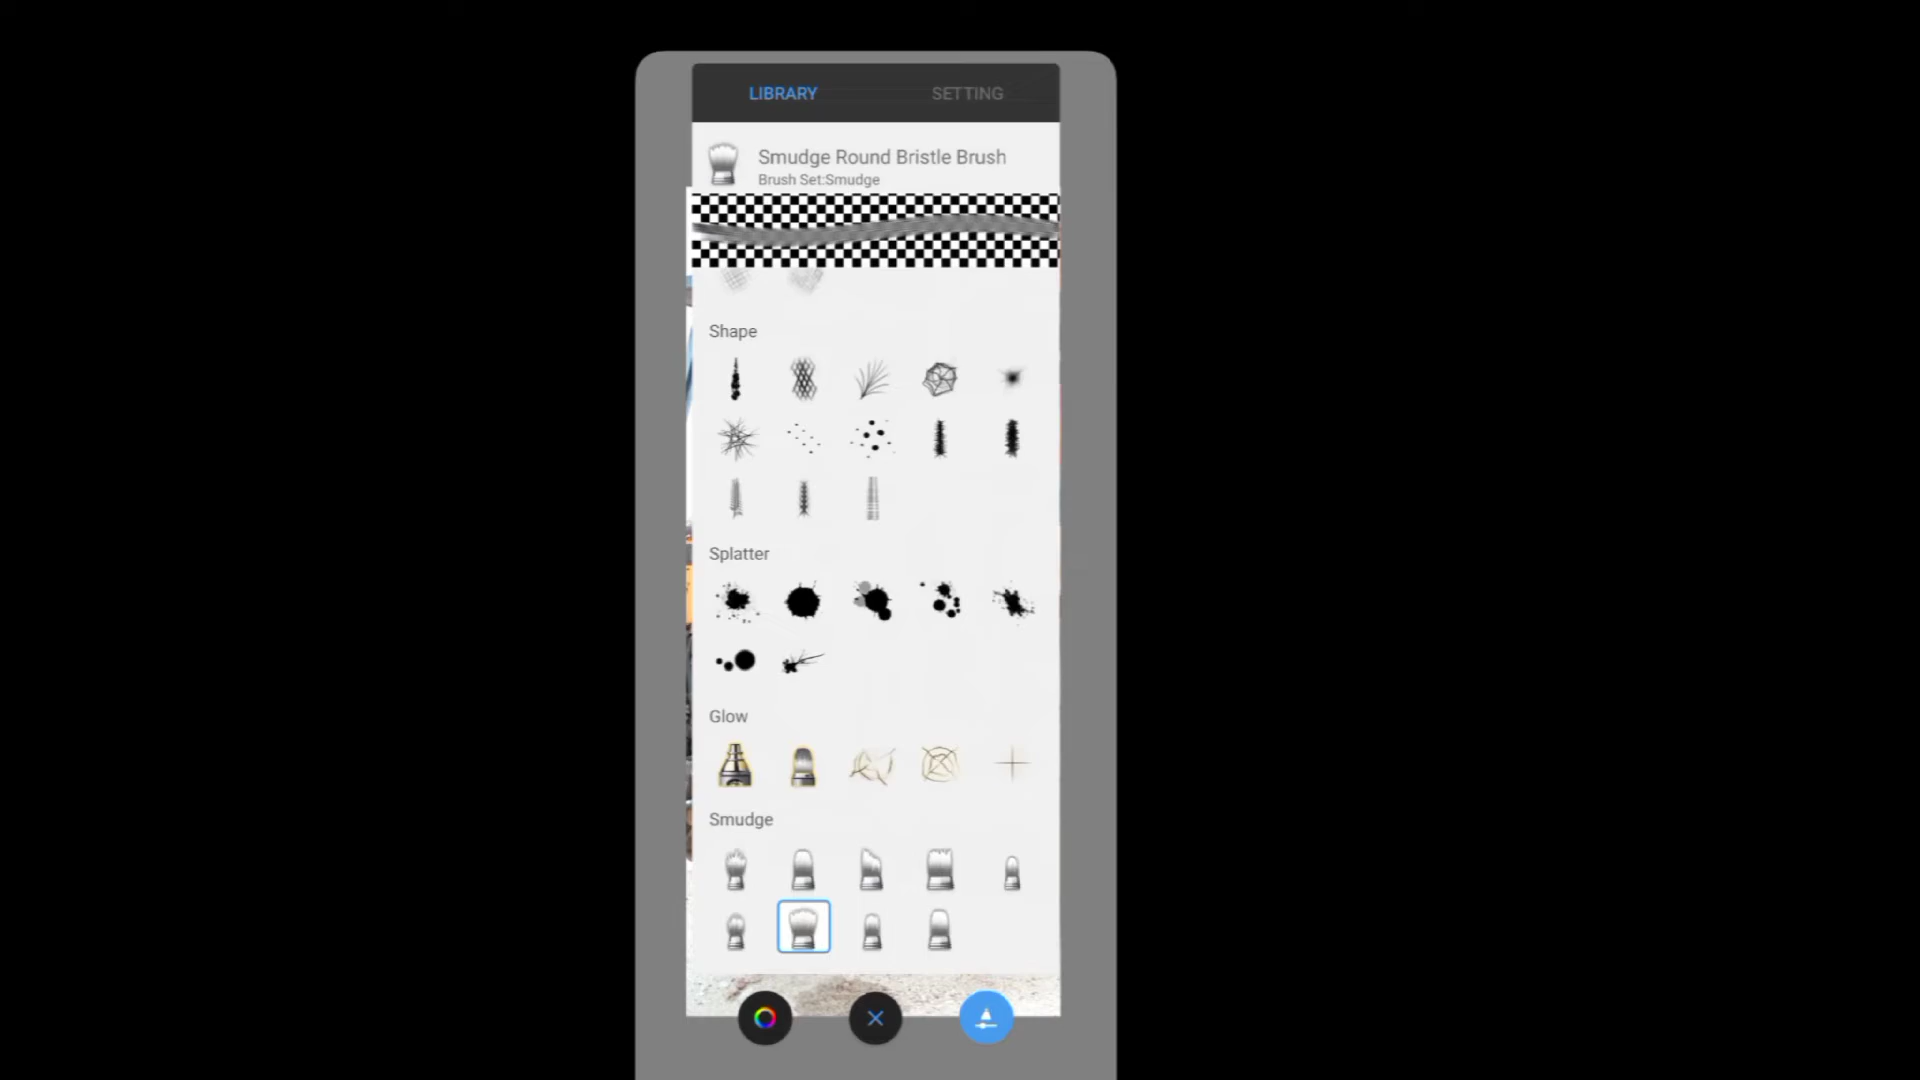 LIBRARY
SETTING
Smudge Round Bristle Brush
Brush Set:Smudge
Shape
Splatter
Glow
Smudge